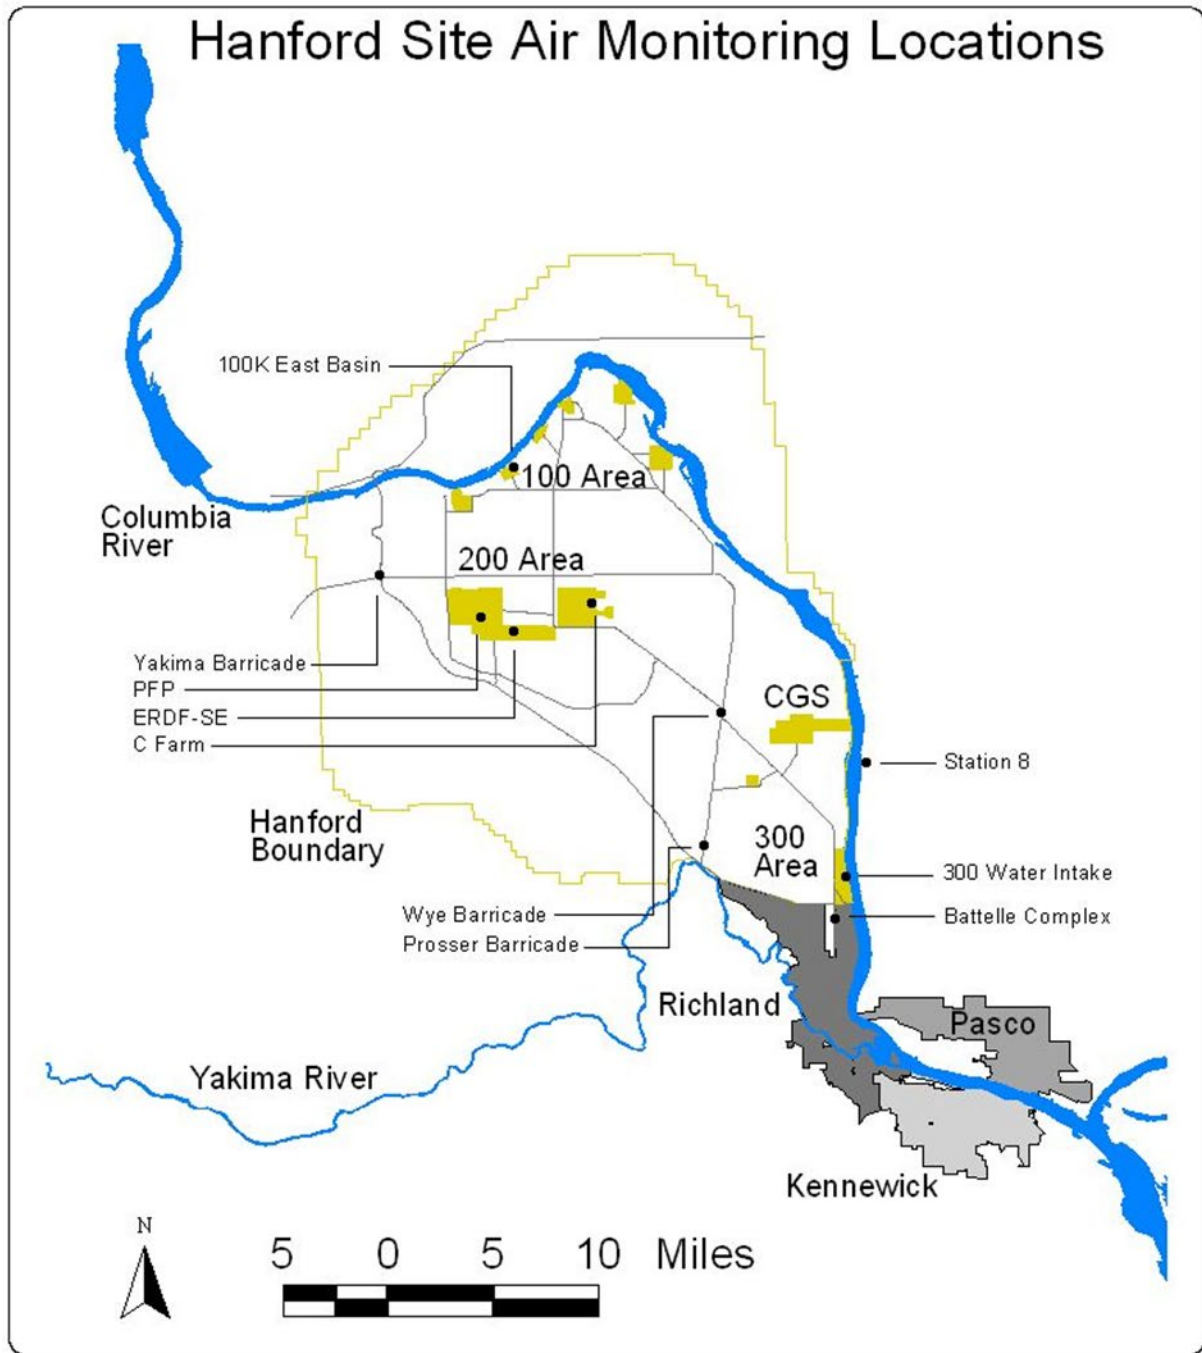 Hanford Site Air Monitoring Locations
100K East Basin
100 Area
Columbia
River
200 Area
Yakima Barricade
PFP
ERDF-SE
C Farm
CGS
Station 8
Hanford
Boundary
300
Area
300 Water Intake
Wye Barricade
Battelle Complex
Prosser Barricade
Richland
Pasco
Yakima River
Kennewick
N
5 0 5 10 Miles